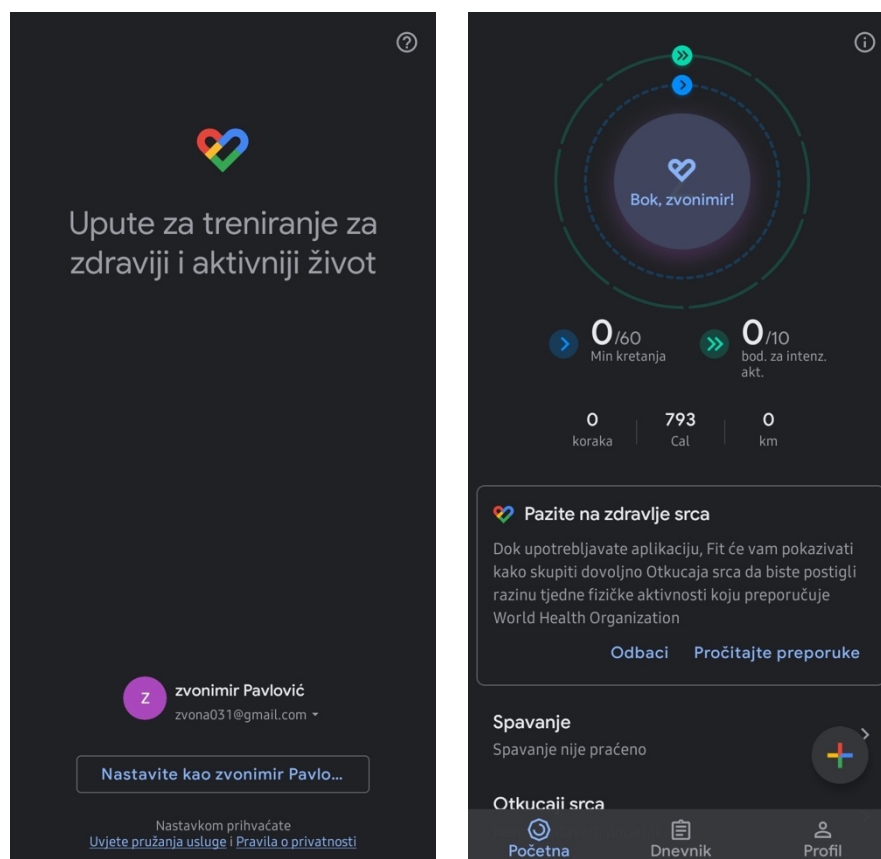 Upute za treniranje za
zdraviji i aktivniji život
Z
zvonimir Pavlović
zvona031@gmail.com
Nastavite kao zvonimir Pavlo...
Nastavkom prihvaćate
Uvjete pružanja usluge i Pravila o privatnosti
Bok, zvonimir!
0/60
Min kretanja
0/10
bod. za intenz.
akt.
0
koraka
793
Cal
0
km
Pazite na zdravlje srca
Dok upotrebljavate aplikaciju, Fit će vam pokazivati
kako skupiti dovoljno Otkucaja srca da biste postigli
razinu tjedne fizičke aktivnosti koju preporučuje
World Health Organization
Odbaci Pročitajte preporuke
Spavanje
Spavanje nije praćeno
Otkucaji srca
Početna Dnevnik Profil